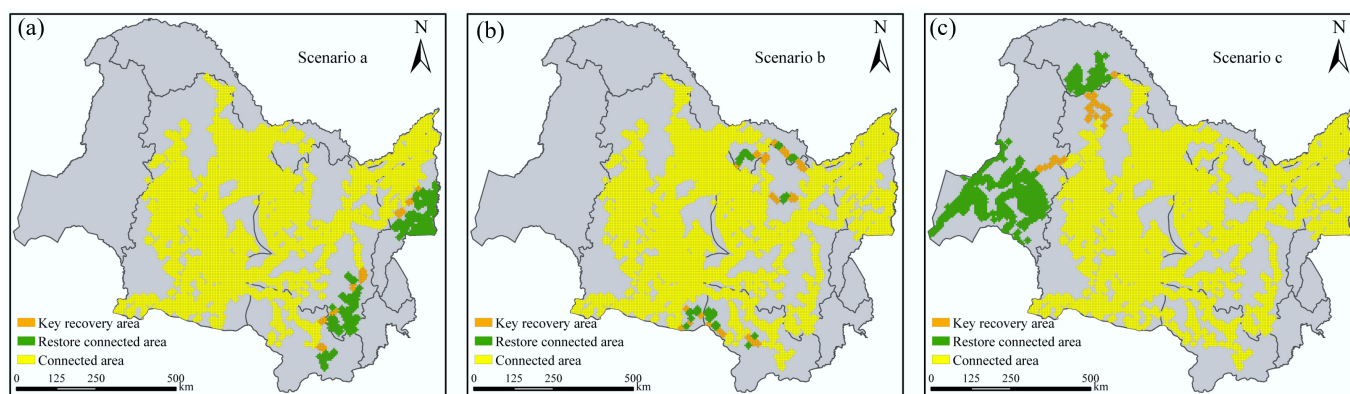 (a)
N
Scenario a
Key recovery area
Restore connected area
Connected area
0 125 250 500
km
(b)
N
Scenario b
Key recovery area
Restore connected area
Connected area
0 125 250 500
km
(c)
N
Scenario c
Key recovery area
Restore connected area
Connected area
0 125 250 500
km